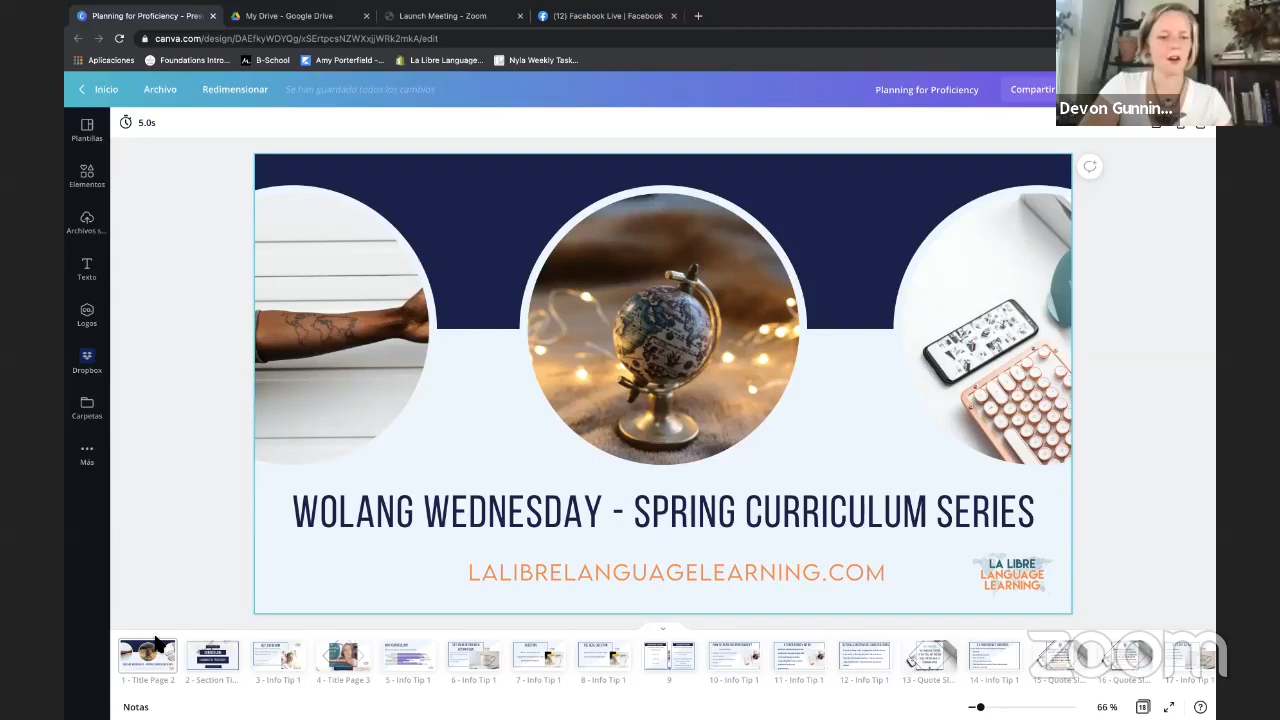 Planning for Proficiency - Pres
My Drive - Google Drive
Launch Meeting - Zoom
(12) Facebook Live | Facebook
canva.com/design/DAEfkyWDYQg/xSErtpcsNZWXxjjWRk2mkA/edit
Aplicaciones
Foundations Intro...
B-School
Amy Porterfield -...
La Libre Language...
Nyla Weekly Task...
Inicio
Archivo
Redimensionar
Se han guardado todos los cambios
Planning for Proficiency
Compartir
Devon Gunnin...
5.0s
Plantillas
Elementos
Archivos s...
Texto
Logos
Dropbox
Carpetas
Más
WOLANG WEDNESDAY - SPRING CURRICULUM SERIES
LALIBRELANGUAGELEARNING.COM
LA LIBRE
LANGUAGE
LEARNING
1 - Title Page 2
2 - Section Ti...
3 - Info Tip 1
4 - Title Page...
5 - Info Tip 1
6 - Info Tip 1
7 - Info Tip 1
8 - Info Tip 1
9
10 - Info Tip 1
11 - Info Tip 1
12 - Info Tip 1
13 - Quote Sl...
14 - Info Tip 1
15 - Quote Sl...
16 - Quote Sl...
17 - Info Tip 1
zoom
Notas
66 %
18